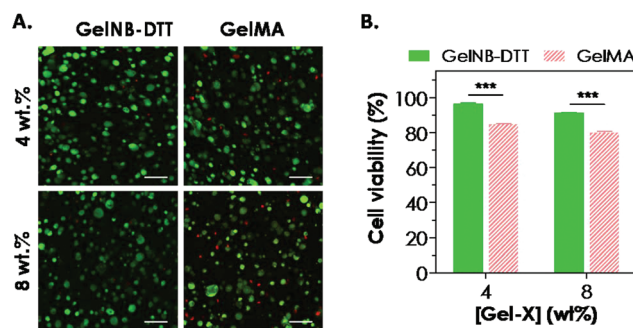 A.
GelNB-DTT GelMA
4 wt.%
8 wt.%
B.
GelNB-DTT GelMA
Cell viability (%)
100
80
60
40
20
0
*** ***
4 8
[Gel-X] (wt%)